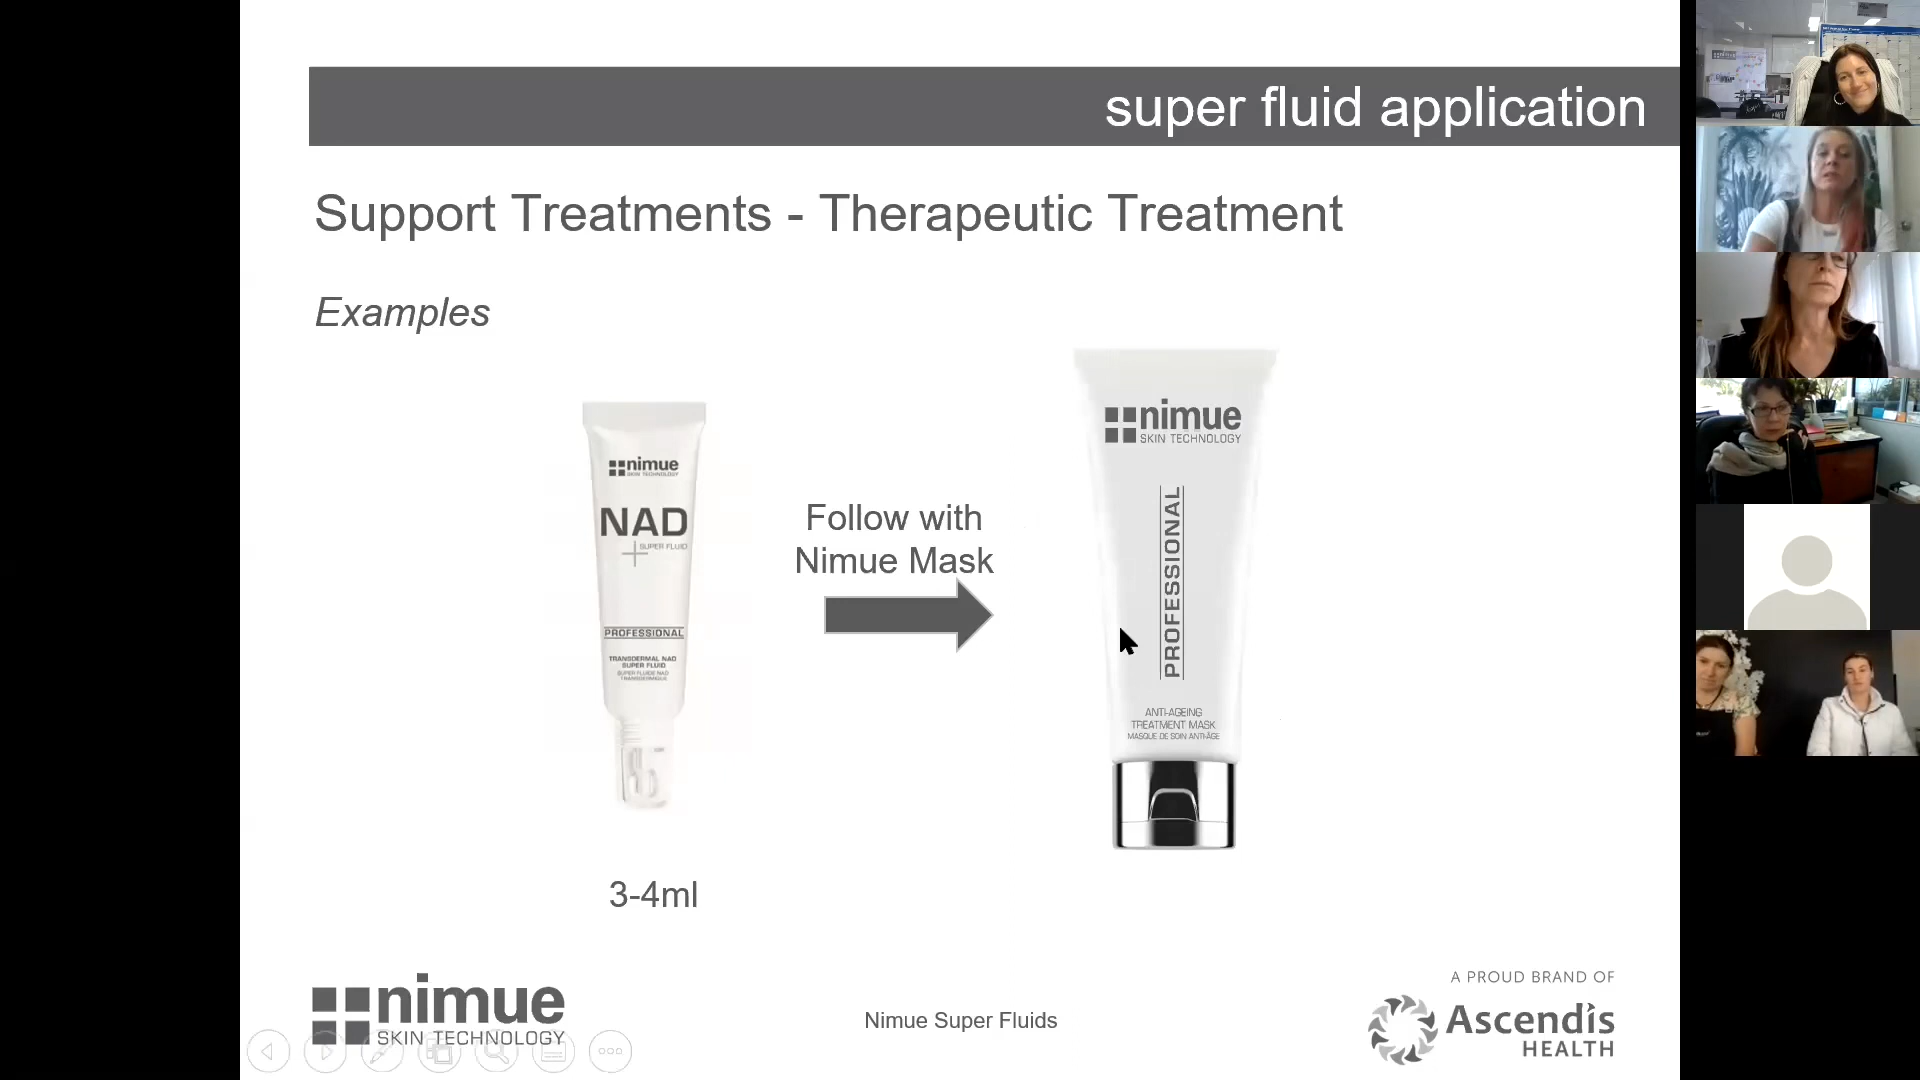 super fluid application
Support Treatments - Therapeutic Treatment
Examples
nimue
SKIN TECHNOLOGY
NAD
SUPER FLUID
PROFESSIONAL
TRANSDERMAL NAD
SUPER FLUID
SUPER FLUIDE NAD
TRANSDERMIQUE
Follow with
Nimue Mask
nimue
SKIN TECHNOLOGY
PROFESSIONAL
ANTI-AGEING
TREATMENT MASK
MASQUE DE SOIN ANTI-ÂGE
3-4ml
nimue
SKIN TECHNOLOGY
Nimue Super Fluids
A PROUD BRAND OF
Ascendis
HEALTH